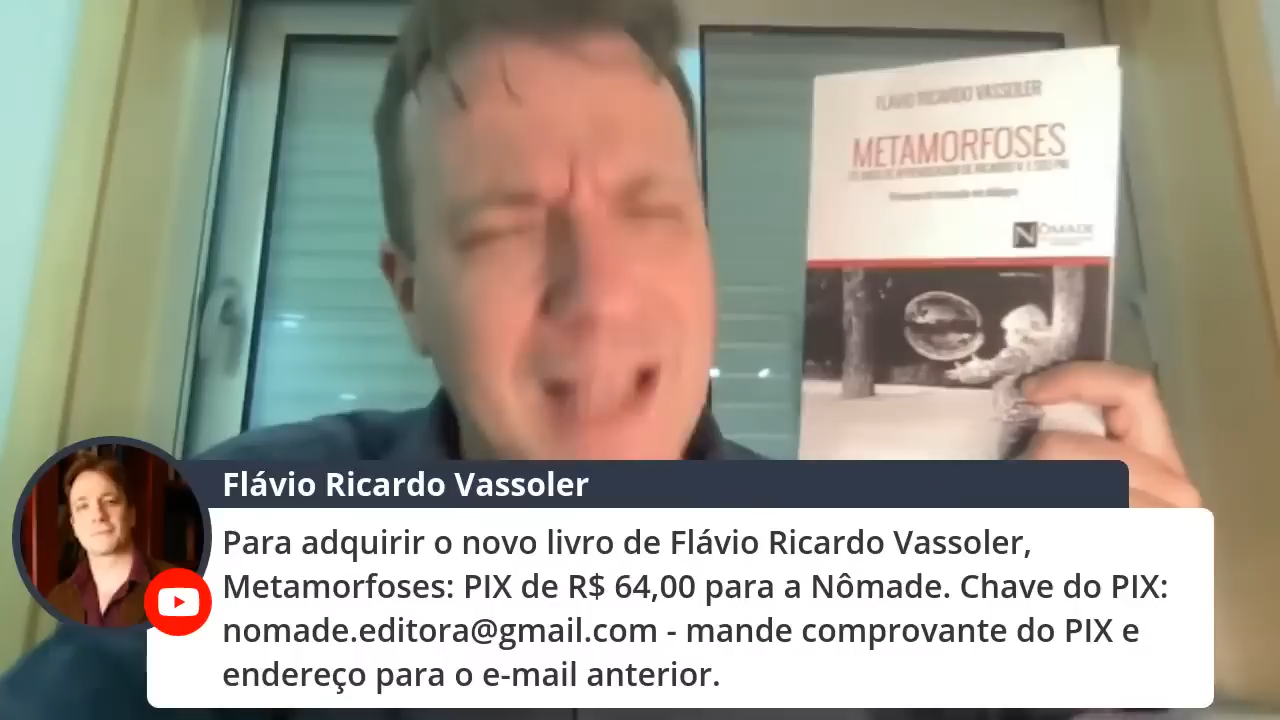 FLAVIO RICARDO VASSOLER
METAMORFOSES
NÔMADE
Flávio Ricardo Vassoler
Para adquirir o novo livro de Flávio Ricardo Vassoler,
Metamorfoses: PIX de R$ 64,00 para a Nômade. Chave do PIX:
nomade.editora@gmail.com - mande comprovante do PIX e
endereço para o e-mail anterior.